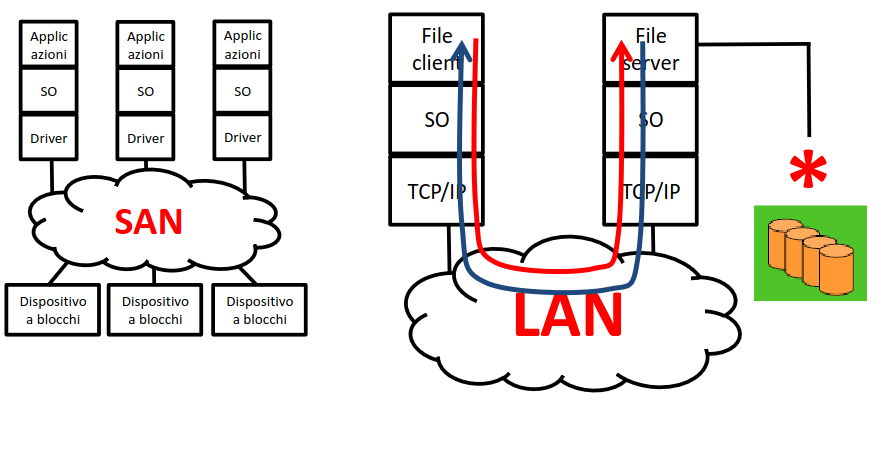 Applic
azioni
SO
Driver
Applic
azioni
SO
Driver
Applic
azioni
SO
Driver
SAN
Dispositivo
a blocchi
Dispositivo
a blocchi
Dispositivo
a blocchi
File
client
SO
TCP/IP
File
server
SO
TCP/IP
LAN
*